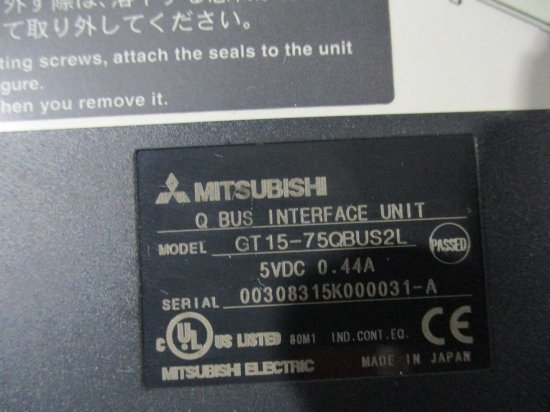 て取り外してください。
ting screws, attach the seals to the unit
gure.
hen you remove it.
MITSUBISHI
Q BUS INTERFACE UNIT
MODEL GT15-75QBUS2L PASSED
5VDC 0.44A
SERIAL 00308315K000031-A
C UL US LISTED 80M1 IND.CONT.EQ. CE
MITSUBISHI ELECTRIC MADE IN JAPAN